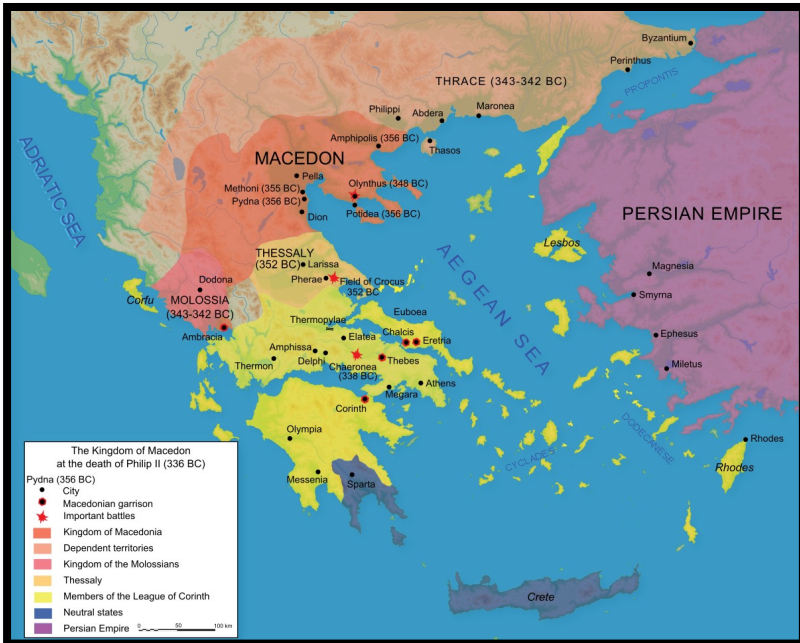 Byzantium
Perinthus
PROPONTIS
THRACE (343-342 BC)
Philippi
Abdera
Maronea
Amphipolis (356 BC)
Thasos
MACEDON
Pella
Olynthus (348 BC)
Methoni (355 BC)
Pydna (356 BC)
Potidea (356 BC)
Dion
ADRIATIC SEA
PERSIAN EMPIRE
THESSALY
(352 BC)
Larissa
Pherae
Field of Crocus
352 BC
Lesbos
AEGEAN SEA
Magnesia
Smyrna
Dodona
Corfu
MOLOSSIA
(343-342 BC)
Ambracia
Thermopylae
Euboea
Elatea
Chalcis
Eretria
Amphissa
Delphi
Chaeronea
(338 BC)
Thebes
Thermon
Ephesus
Miletus
Megara
Athens
Corinth
Olympia
Messenia
Sparta
CYCLADES
DODECANESE
Rhodes
Rhodes
Crete
The Kingdom of Macedon
at the death of Philip II (336 BC)
Pydna (356 BC)
City
Macedonian garrison
Important battles
Kingdom of Macedonia
Dependent territories
Kingdom of the Molossians
Thessaly
Members of the League of Corinth
Neutral states
Persian Empire
0 50 100 km